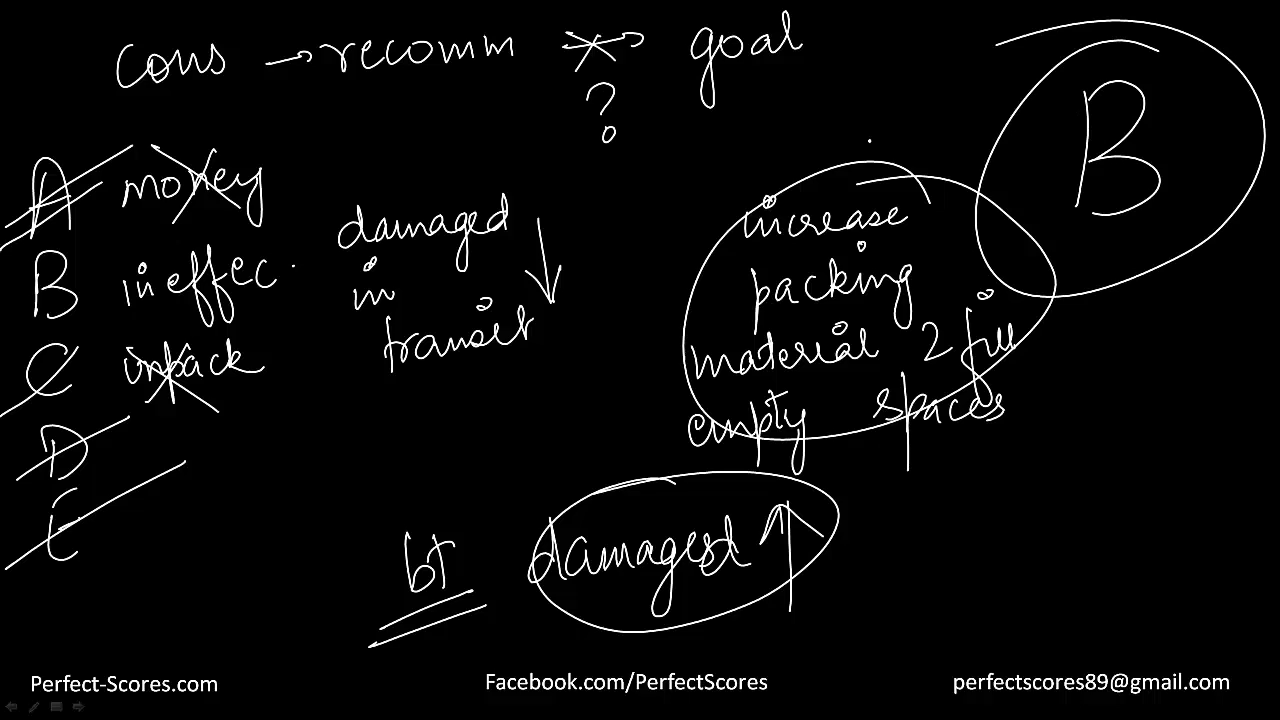 cons → recomm → goal
?
A money
B ineffec.
C unpack
D
E
damaged
in
transit
increase
packing
material 2 fill
empty spaces
B
bt damaged ↑
Perfect-Scores.com
Facebook.com/PerfectScores
perfectscores89@gmail.com